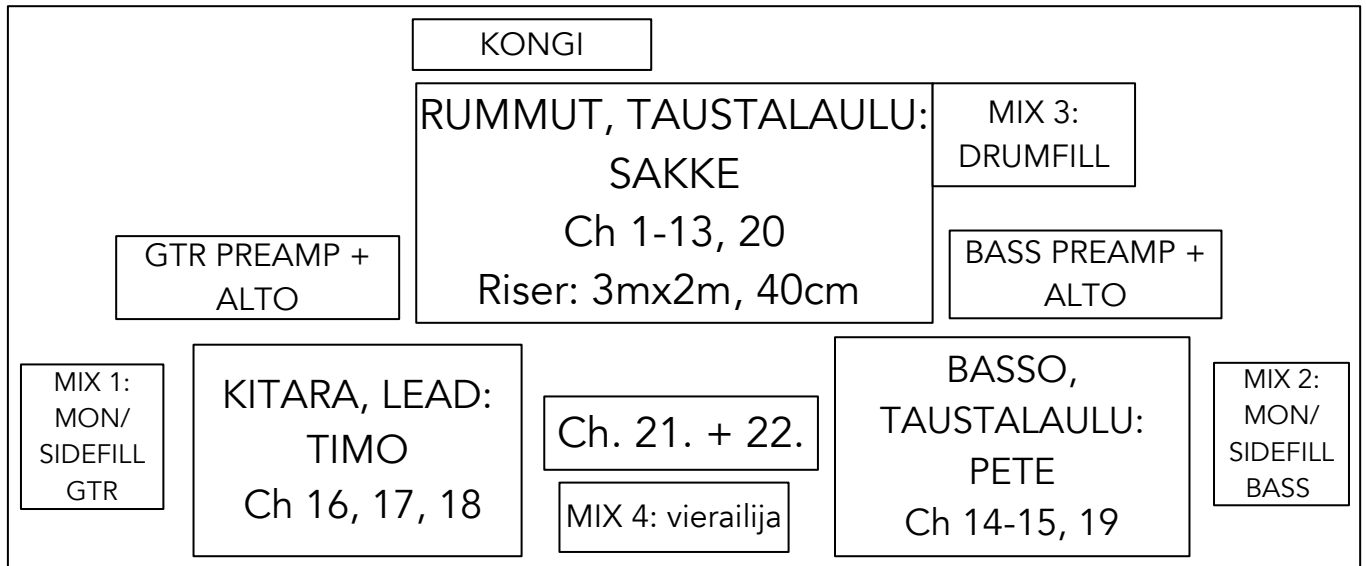 KONGI
RUMMUT, TAUSTALAULU:
SAKKE
Ch 1-13, 20
Riser: 3mx2m, 40cm
MIX 3:
DRUMFILL
GTR PREAMP +
ALTO
BASS PREAMP +
ALTO
MIX 1:
MON/
SIDEFILL
GTR
KITARA, LEAD:
TIMO
Ch 16, 17, 18
Ch. 21. + 22.
MIX 4: vierailija
BASSO,
TAUSTALAULU:
PETE
Ch 14-15, 19
MIX 2:
MON/
SIDEFILL
BASS